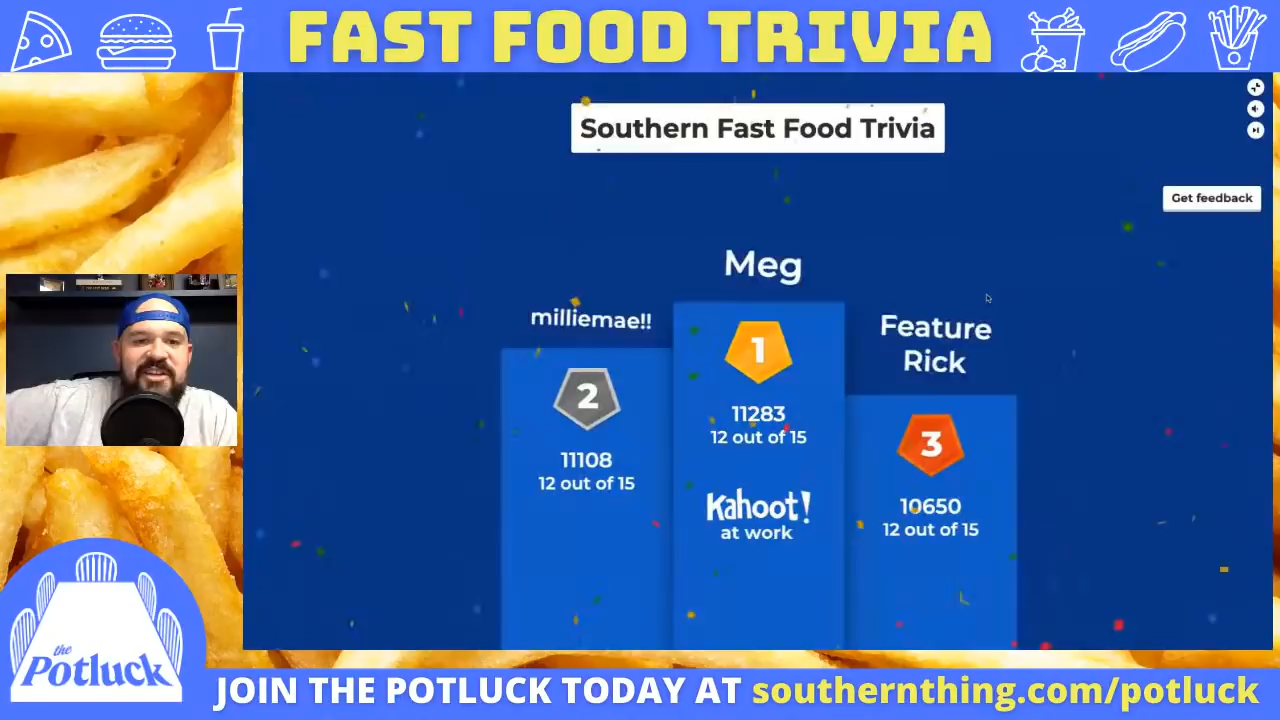 FAST FOOD TRIVIA
Southern Fast Food Trivia
Get feedback
Meg
milliemae!!
Feature
Rick
1
2
3
11283
12 out of 15
11108
12 out of 15
10650
12 out of 15
Kahoot!
at work
the
Potluck
JOIN THE POTLUCK TODAY AT southernthing.com/potluck